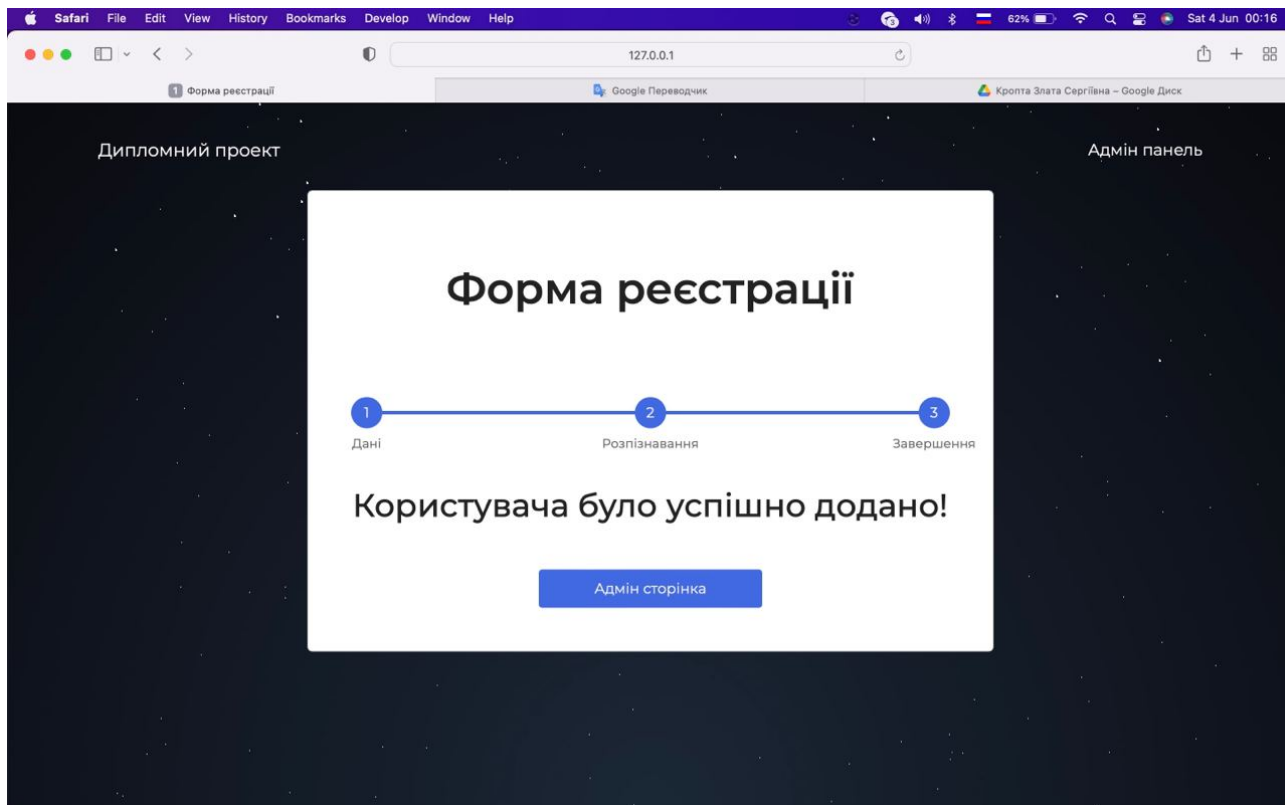 Safari File Edit View History Bookmarks Develop Window Help 3 62% Sat 4 Jun 00:16
127.0.0.1
1 Форма реєстрації Google Переводчик Кропта Злата Сергіївна – Google Диск
Дипломний проект Адмін панель
Форма реєстрації
1 2 3
Дані Розпізнавання Завершення
Користувача було успішно додано!
Адмін сторінка